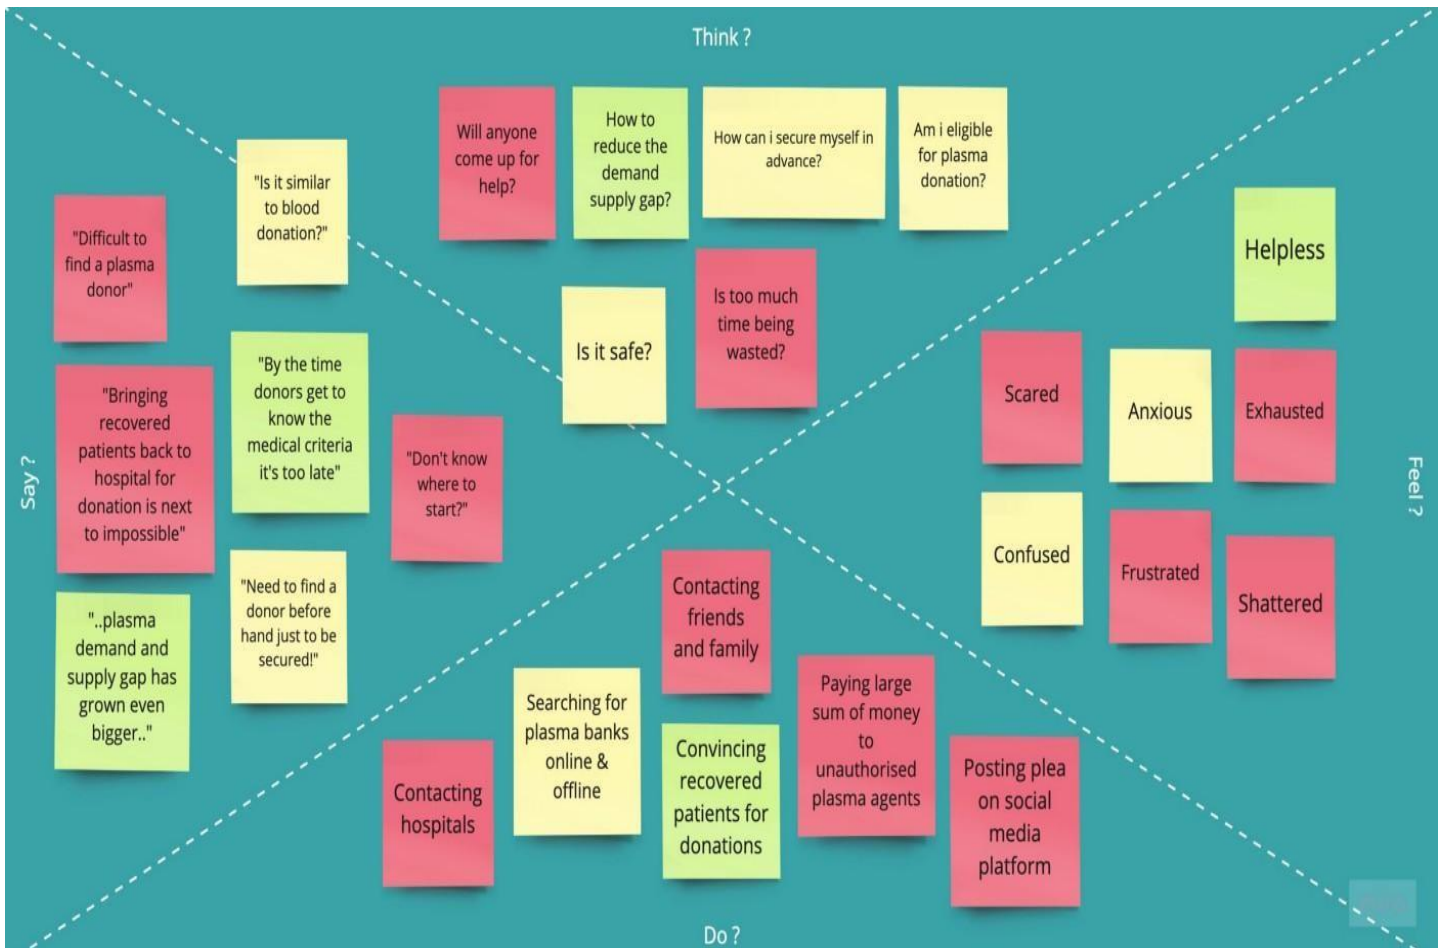 Think ?
Will anyone
come up for
help?
How to
reduce the
demand
supply gap?
How can i secure myself in
advance?
Am i eligible
for plasma
donation?
Is it safe?
Is too much
time being
wasted?
Say ?
"Difficult to
find a plasma
donor"
"Is it similar
to blood
donation?"
"Bringing
recovered
patients back to
hospital for
donation is next
to impossible"
"By the time
donors get to
know the
medical criteria
it's too late"
"Don't know
where to
start?"
"..plasma
demand and
supply gap has
grown even
bigger.."
"Need to find a
donor before
hand just to be
secured!"
Feel ?
Helpless
Scared
Anxious
Exhausted
Confused
Frustrated
Shattered
Contacting
friends
and family
Searching for
plasma banks
online &
offline
Contacting
hospitals
Convincing
recovered
patients for
donations
Paying large
sum of money
to
unauthorised
plasma agents
Posting plea
on social
media
platform
Do ?